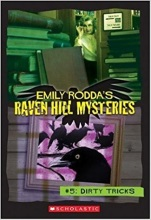 EMILY RODDA'S
RAVEN HILL MYSTERIES
#5: DIRTY TRICKS
SCHOLASTIC